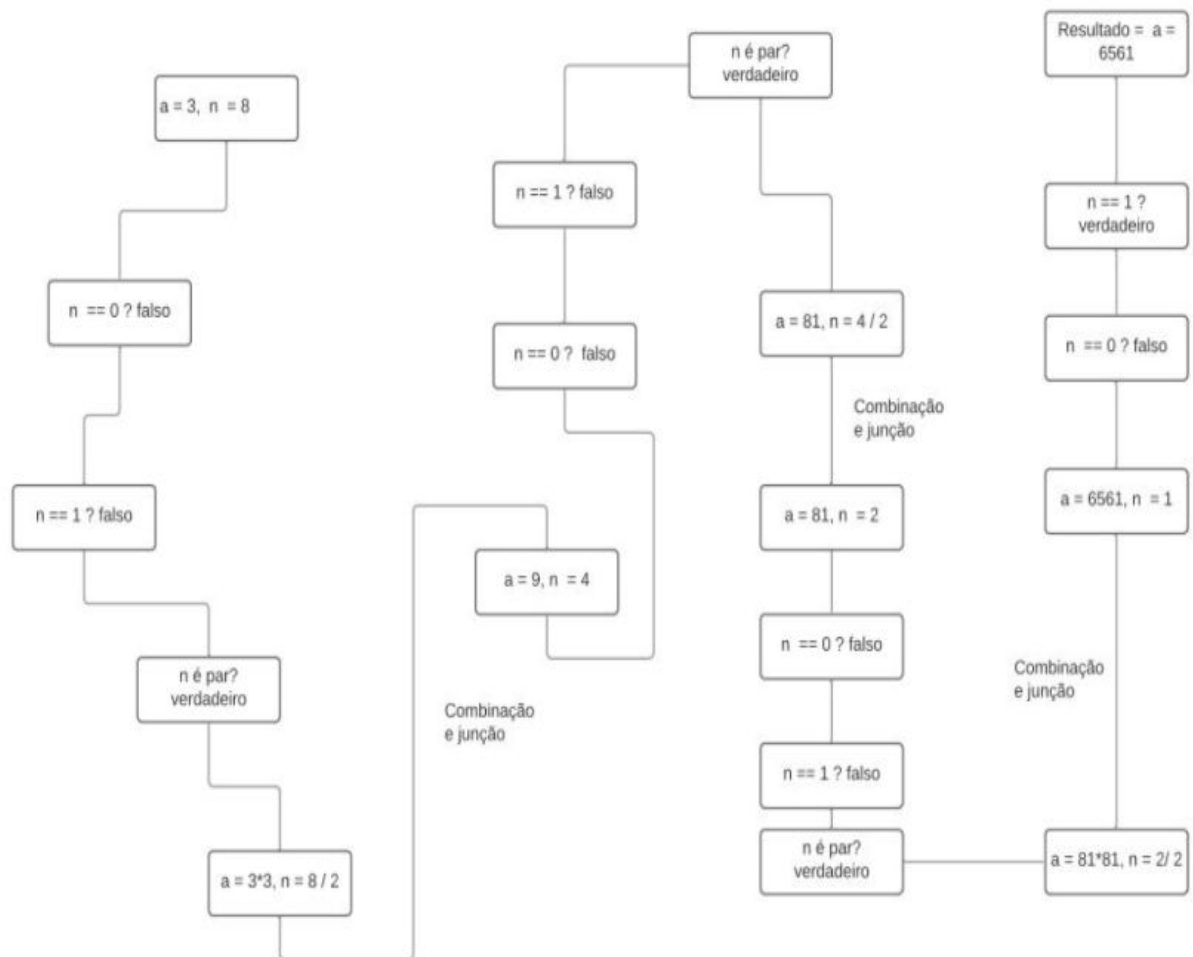 a = 3,  n  = 8
n  == 0 ? falso
n == 1 ? falso
n é par?
verdadeiro
a = 3*3, n = 8 / 2
Combinação
e junção
a = 9, n  = 4
n == 0 ?  falso
n == 1 ? falso
n é par?
verdadeiro
a = 81, n = 4 / 2
Combinação
e junção
a = 81, n  = 2
n  == 0 ? falso
n == 1 ? falso
n é par?
verdadeiro
a = 81*81, n = 2/ 2
Combinação
e junção
a = 6561, n  = 1
n  == 0 ? falso
n == 1 ?
verdadeiro
Resultado =  a =
6561